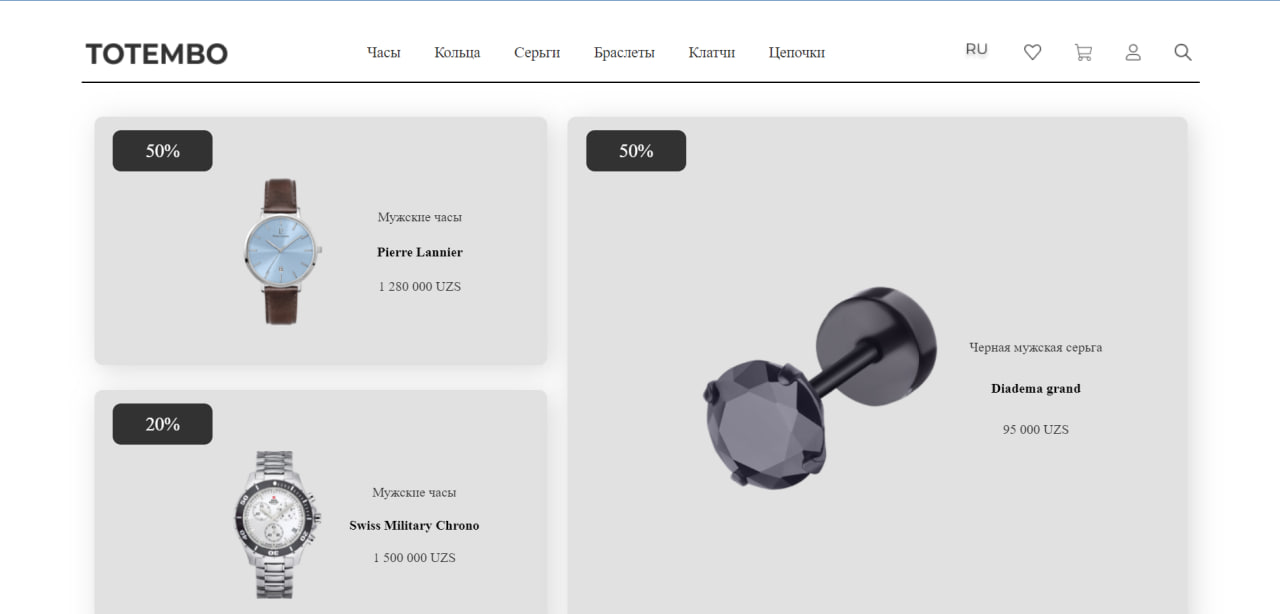 TOTEMBO
Часы Кольца Серьги Браслеты Клатчи Цепочки
RU
50%
Мужские часы
Pierre Lannier
1 280 000 UZS
20%
Мужские часы
Swiss Military Chrono
1 500 000 UZS
50%
Черная мужская серьга
Diadema grand
95 000 UZS